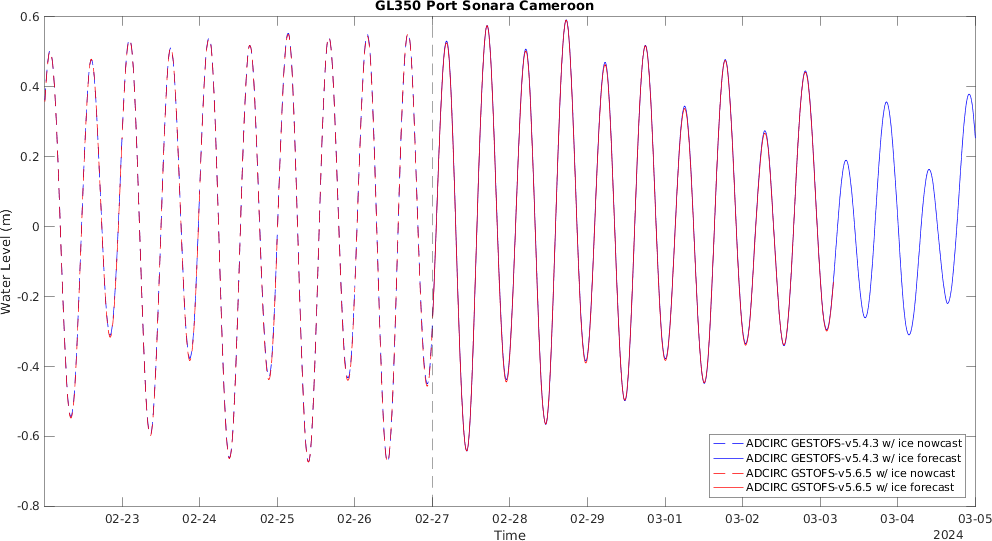 GL350 Port Sonara Cameroon
Water Level (m)
0.6
0.4
0.2
0
-0.2
-0.4
-0.6
-0.8
ADCIRC GESTOFS-v5.4.3 w/ ice nowcast
ADCIRC GESTOFS-v5.4.3 w/ ice forecast
ADCIRC GSTOFS-v5.6.5 w/ ice nowcast
ADCIRC GSTOFS-v5.6.5 w/ ice forecast
02-23 02-24 02-25 02-26 02-27 02-28 02-29 03-01 03-02 03-03 03-04 03-05
Time
2024